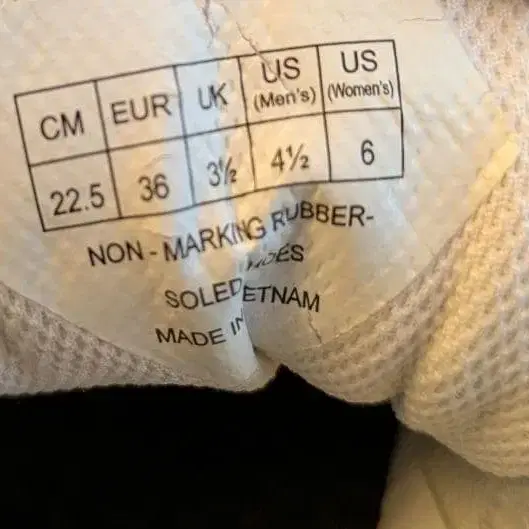 CM EUR UK US (Men's) US (Women's)
22.5 36 3½ 4½ 6
NON - MARKING RUBBER-
SOLED
MADE IN